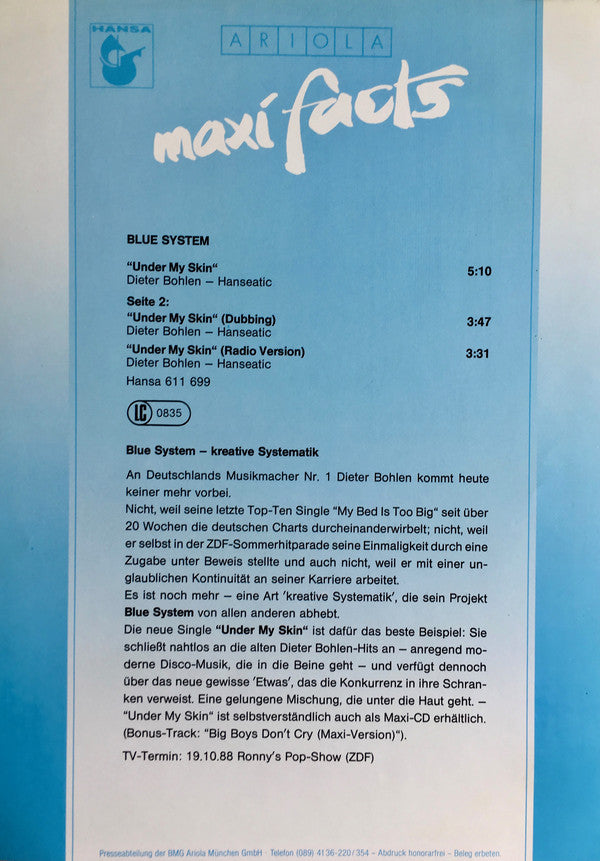 HANSA
ARIOLA
maxi facts
BLUE SYSTEM
“Under My Skin“ 5:10
Dieter Bohlen – Hanseatic
Seite 2:
“Under My Skin“ (Dubbing) 3:47
Dieter Bohlen – Hanseatic
“Under My Skin“ (Radio Version) 3:31
Dieter Bohlen – Hanseatic
Hansa 611 699
LC 0835
Blue System – kreative Systematik
An Deutschlands Musikmacher Nr. 1 Dieter Bohlen kommt heute
keiner mehr vorbei.
Nicht, weil seine letzte Top-Ten Single “My Bed Is Too Big“ seit über
20 Wochen die deutschen Charts durcheinanderwirbelt; nicht, weil
er selbst in der ZDF-Sommerhitparade seine Einmaligkeit durch eine
Zugabe unter Beweis stellte und auch nicht, weil er mit einer un-
glaublichen Kontinuität an seiner Karriere arbeitet.
Es ist noch mehr – eine Art ’kreative Systematik’, die sein Projekt
Blue System von allen anderen abhebt.
Die neue Single “Under My Skin“ ist dafür das beste Beispiel: Sie
schließt nahtlos an die alten Dieter Bohlen-Hits an – anregend mo-
derne Disco-Musik, die in die Beine geht – und verfügt dennoch
über das neue gewisse ’Etwas’, das die Konkurrenz in ihre Schran-
ken verweist. Eine gelungene Mischung, die unter die Haut geht. –
“Under My Skin“ ist selbstverständlich auch als Maxi-CD erhältlich.
(Bonus-Track: “Big Boys Don’t Cry (Maxi-Version)“).
TV-Termin: 19.10.88 Ronny’s Pop-Show (ZDF)
Presseabteilung der BMG Ariola München GmbH · Telefon (089) 41 36-220/354 – Abdruck honorarfrei – Beleg erbeten.